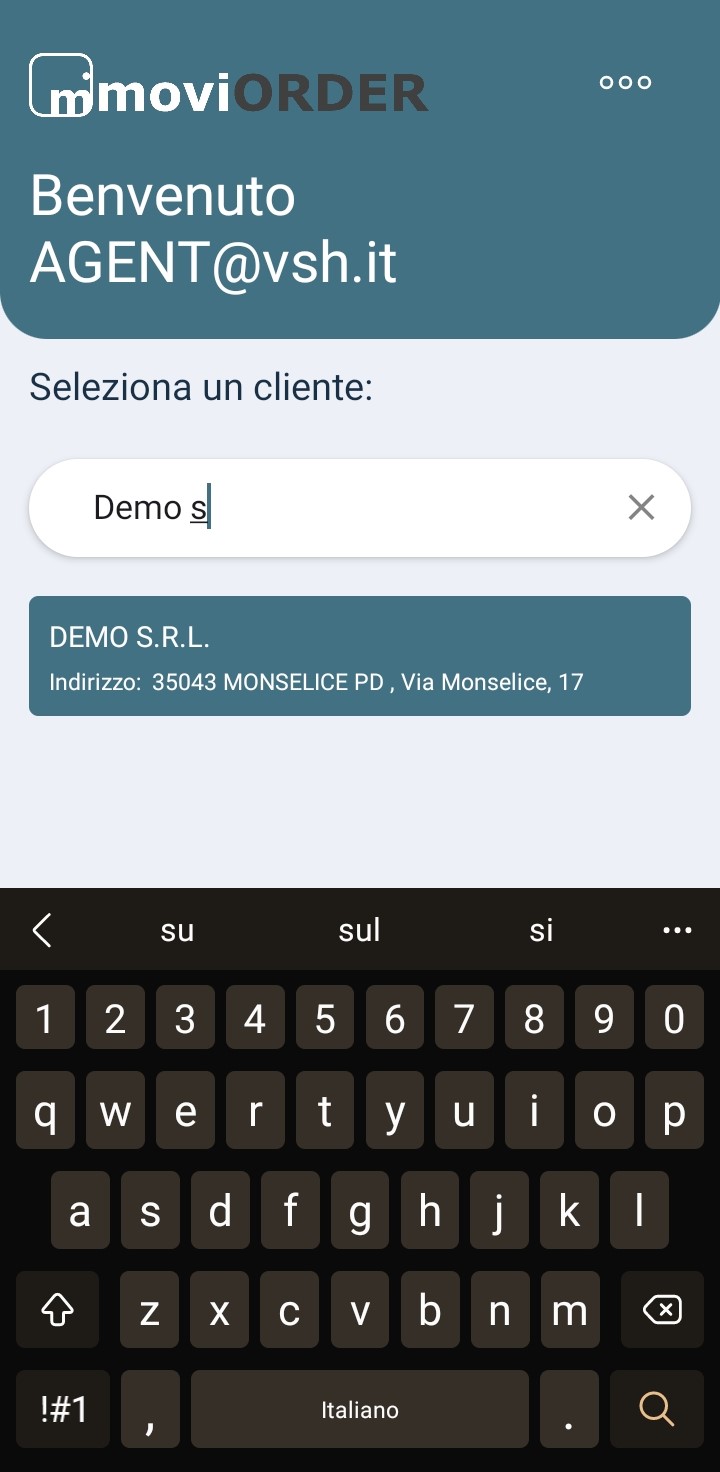 m moviORDER
Benvenuto
AGENT@vsh.it
Seleziona un cliente:
Demo s
DEMO S.R.L.
Indirizzo: 35043 MONSELICE PD , Via Monselice, 17
su sul si
1 2 3 4 5 6 7 8 9 0
q w e r t y u i o p
a s d f g h j k l
z x c v b n m
!#1 , Italiano .